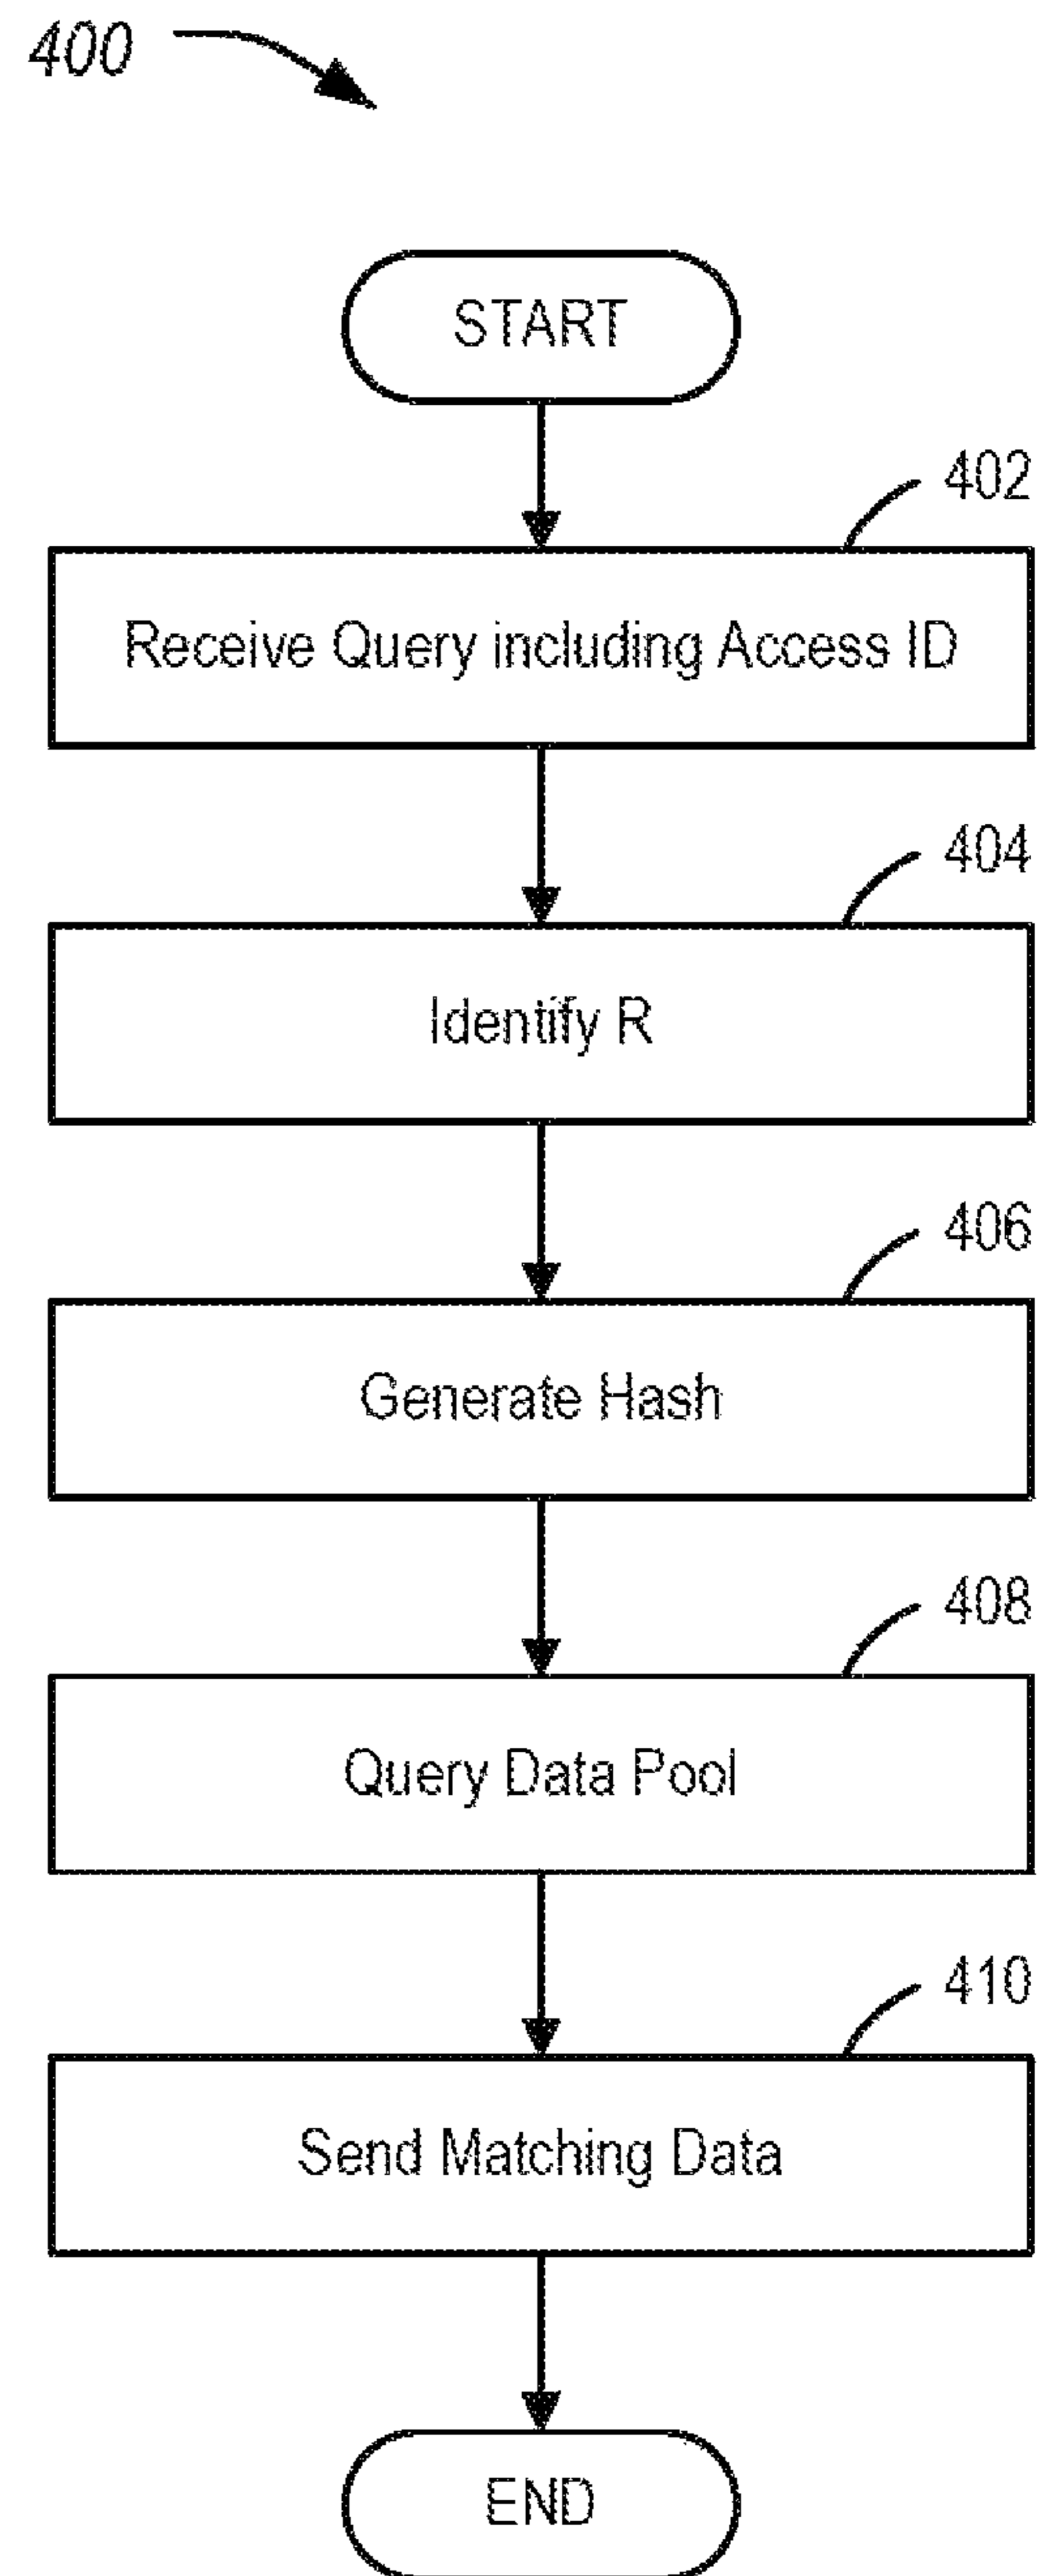 400
START
402
Receive Query including Access ID
404
Identify R
406
Generate Hash
408
Query Data Pool
410
Send Matching Data
END